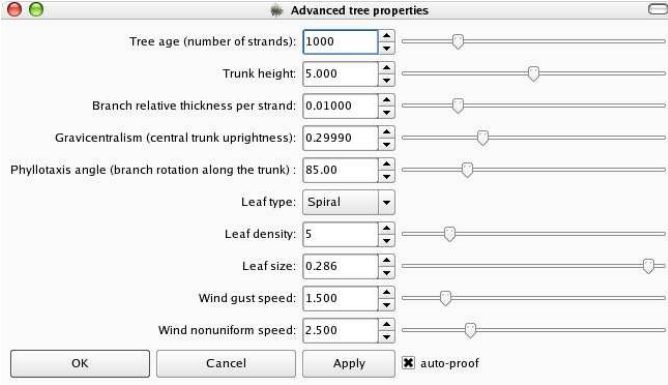 Advanced tree properties
Tree age (number of strands): 1000
Trunk height: 5.000
Branch relative thickness per strand: 0.01000
Gravicentralism (central trunk uprightness): 0.29990
Phyllotaxis angle (branch rotation along the trunk) : 85.00
Leaf type: Spiral
Leaf density: 5
Leaf size: 0.286
Wind gust speed: 1.500
Wind nonuniform speed: 2.500
OK Cancel Apply auto-proof